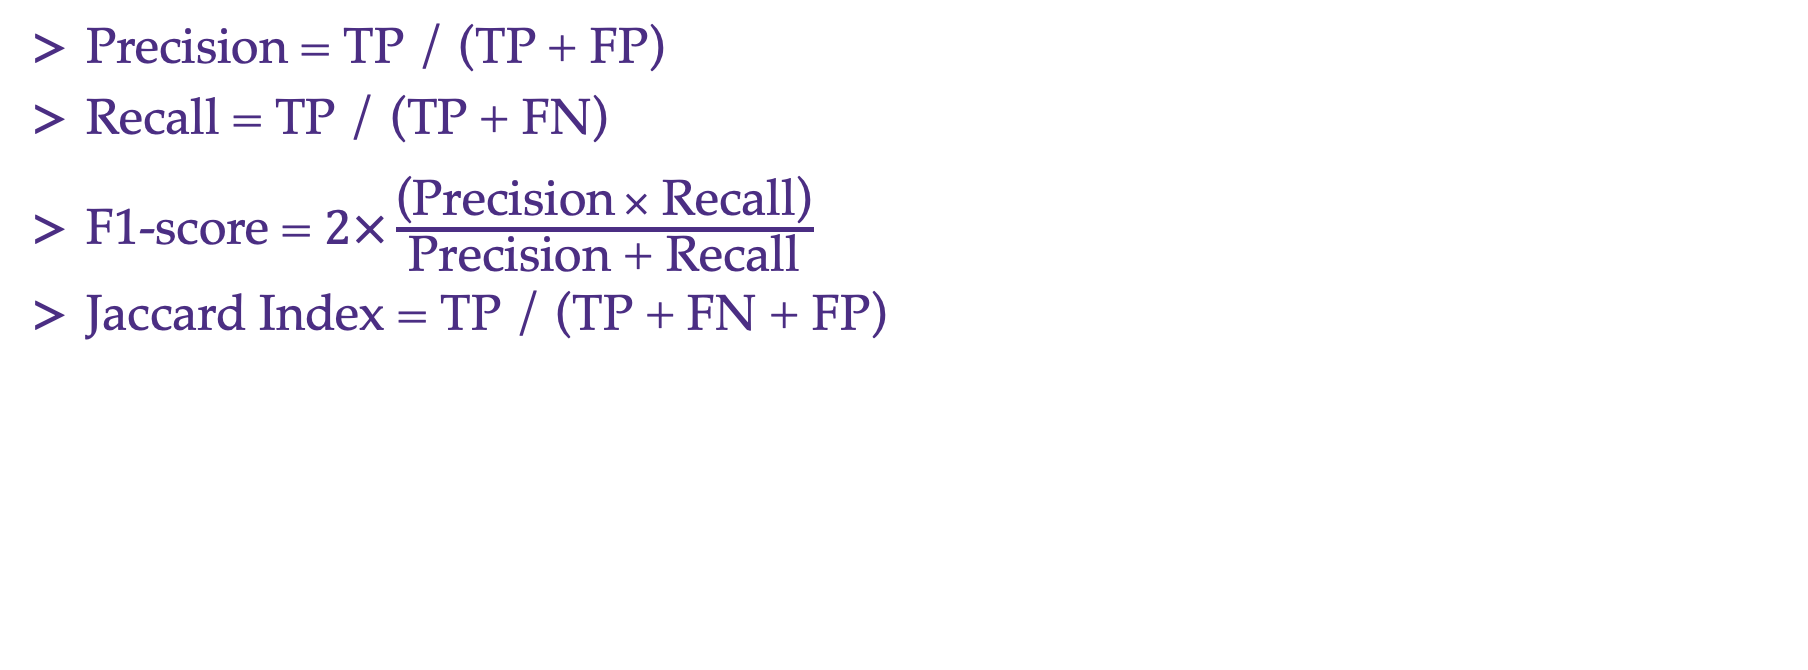 > Precision = TP / (TP + FP)
> Recall = TP / (TP + FN)
> F1-score = 2× (Precision × Recall) / Precision + Recall
> Jaccard Index = TP / (TP + FN + FP)